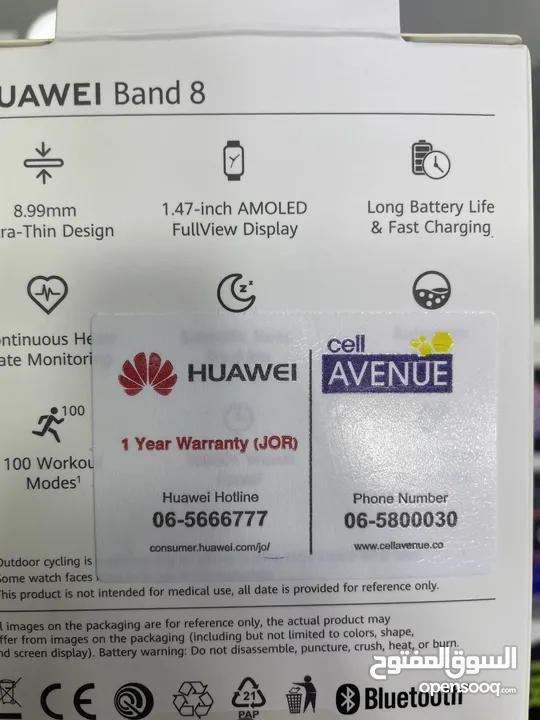 UAWEI Band 8
8.99mm
ra-Thin Design
1.47-inch AMOLED
FullView Display
Long Battery Life
& Fast Charging
ontinuous He
ate Monitori
100
100 Workou
Modes¹
HUAWEI
1 Year Warranty (JOR)
Huawei Hotline
06-5666777
consumer.huawei.com/jo/
cell
AVENUE
Phone Number
06-5800030
www.cellavenue.co
Outdoor cycling is
Some watch faces
This product is not intended for medical use, all date is provided for reference only.
ll images on the packaging are for reference only, the actual product may
ffer from images on the packaging (including but not limited to colors, shape,
nd screen display). Battery warning: Do not disassemble, puncture, crush, heat, or burn.
CE
21
PAP
Bluetooth
السوق المفتوح
opensooq.com